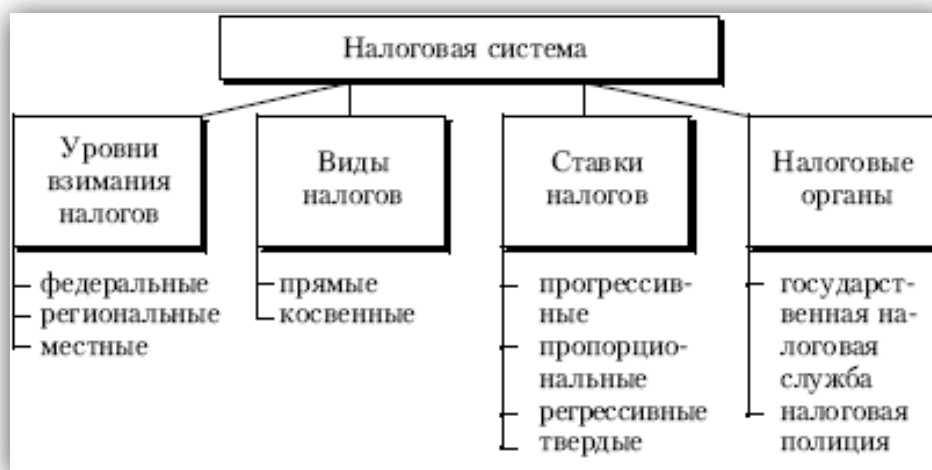 Налоговая система
Уровни
взимания
налогов
федеральные
региональные
местные
Виды
налогов
прямые
косвенные
Ставки
налогов
прогрессив-
ные
пропорцио-
нальные
регрессивные
твердые
Налоговые
органы
государст-
венная на-
логовая
служба
налоговая
полиция